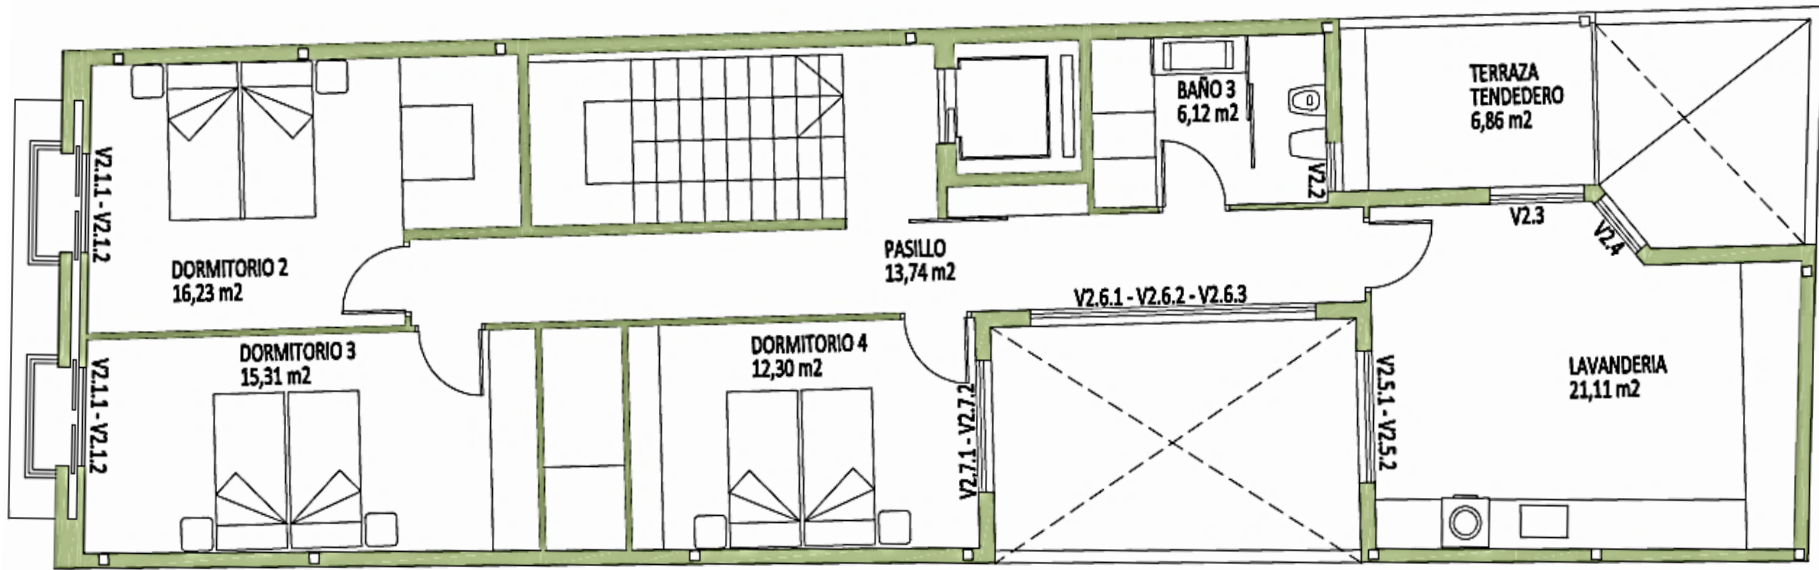 V2.1.1 - V2.1.2
DORMITORIO 2
16,23 m2
BAÑO 3
6,12 m2
V2.2
TERRAZA
TENDEDERO
6,86 m2
V2.3
V2.4
PASILLO
13,74 m2
V2.6.1 - V2.6.2 - V2.6.3
V2.1.1 - V2.1.2
DORMITORIO 3
15,31 m2
DORMITORIO 4
12,30 m2
V2.7.1 - V2.7.2
V2.5.1 - V2.5.2
LAVANDERIA
21,11 m2